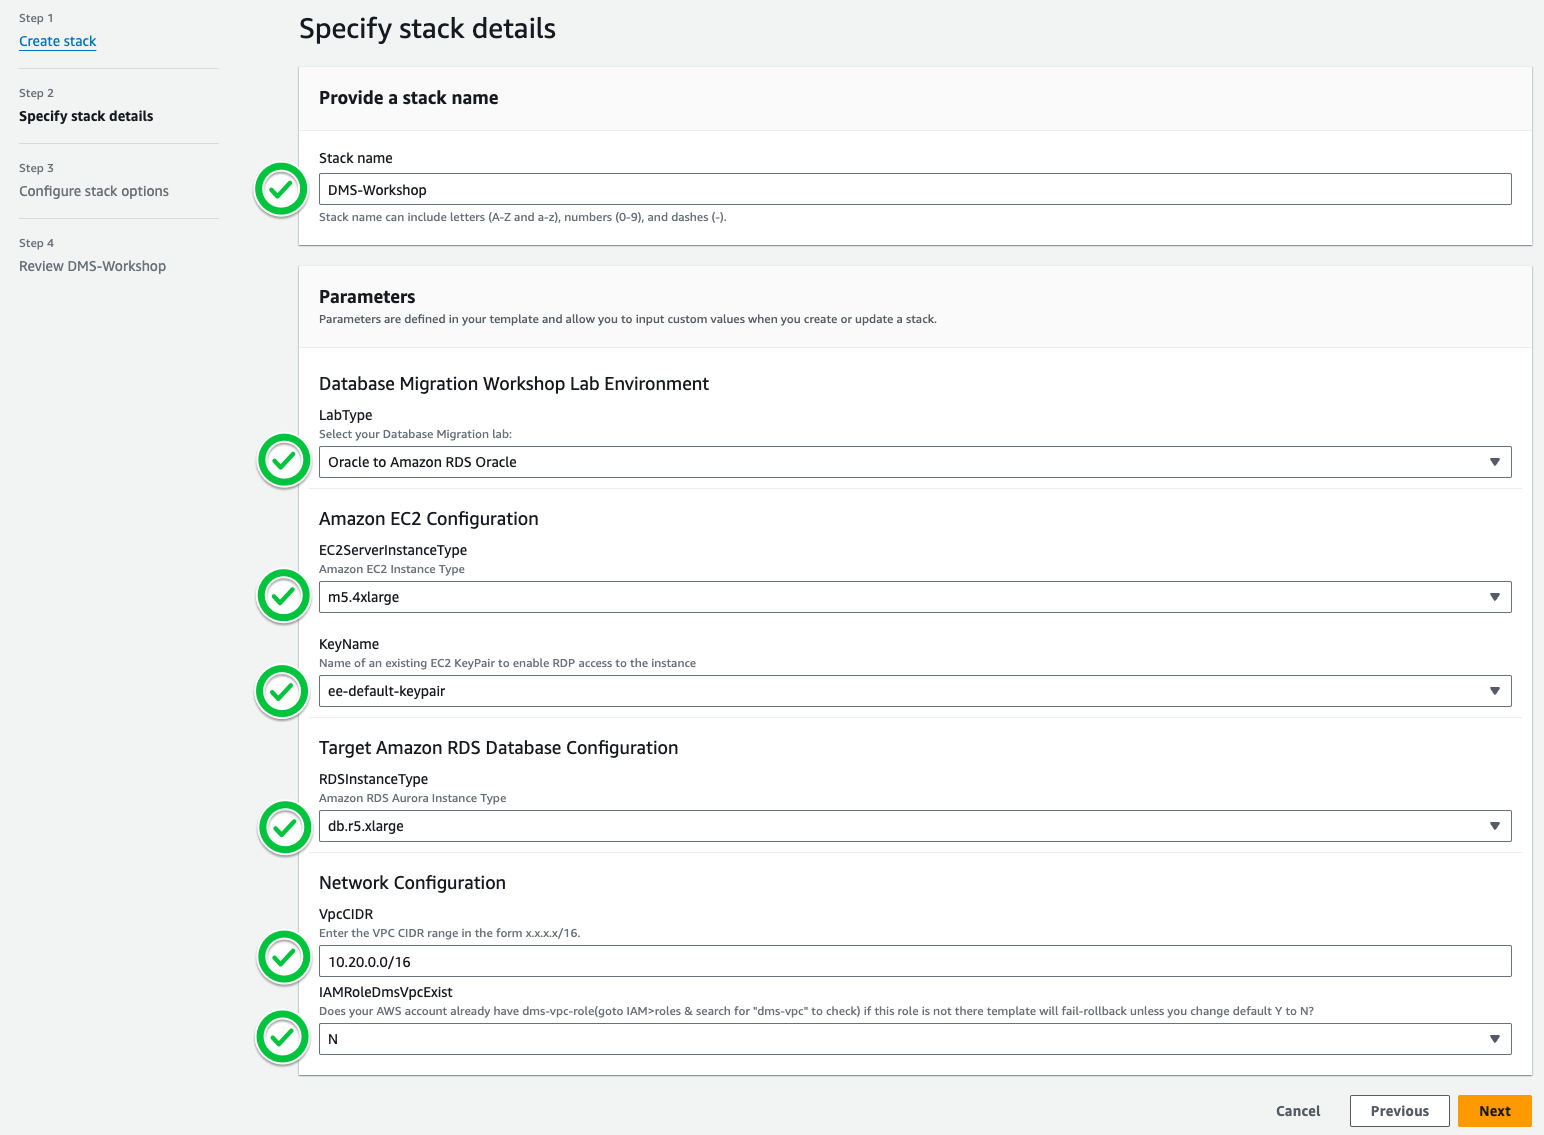 Step 1
Create stack
Step 2
Specify stack details
Step 3
Configure stack options
Step 4
Review DMS-Workshop
Specify stack details
Provide a stack name
Stack name
DMS-Workshop
Stack name can include letters (A-Z and a-z), numbers (0-9), and dashes (-).
Parameters
Parameters are defined in your template and allow you to input custom values when you create or update a stack.
Database Migration Workshop Lab Environment
LabType
Select your Database Migration lab:
Oracle to Amazon RDS Oracle
Amazon EC2 Configuration
EC2ServerInstanceType
Amazon EC2 Instance Type
m5.4xlarge
KeyName
Name of an existing EC2 KeyPair to enable RDP access to the instance
ee-default-keypair
Target Amazon RDS Database Configuration
RDSInstanceType
Amazon RDS Aurora Instance Type
db.r5.xlarge
Network Configuration
VpcCIDR
Enter the VPC CIDR range in the form x.x.x.x/16.
10.20.0.0/16
IAMRoleDmsVpcExist
Does your AWS account already have dms-vpc-role(goto IAM>roles & search for "dms-vpc" to check) if this role is not there template will fail-rollback unless you change default Y to N?
N
Cancel
Previous
Next